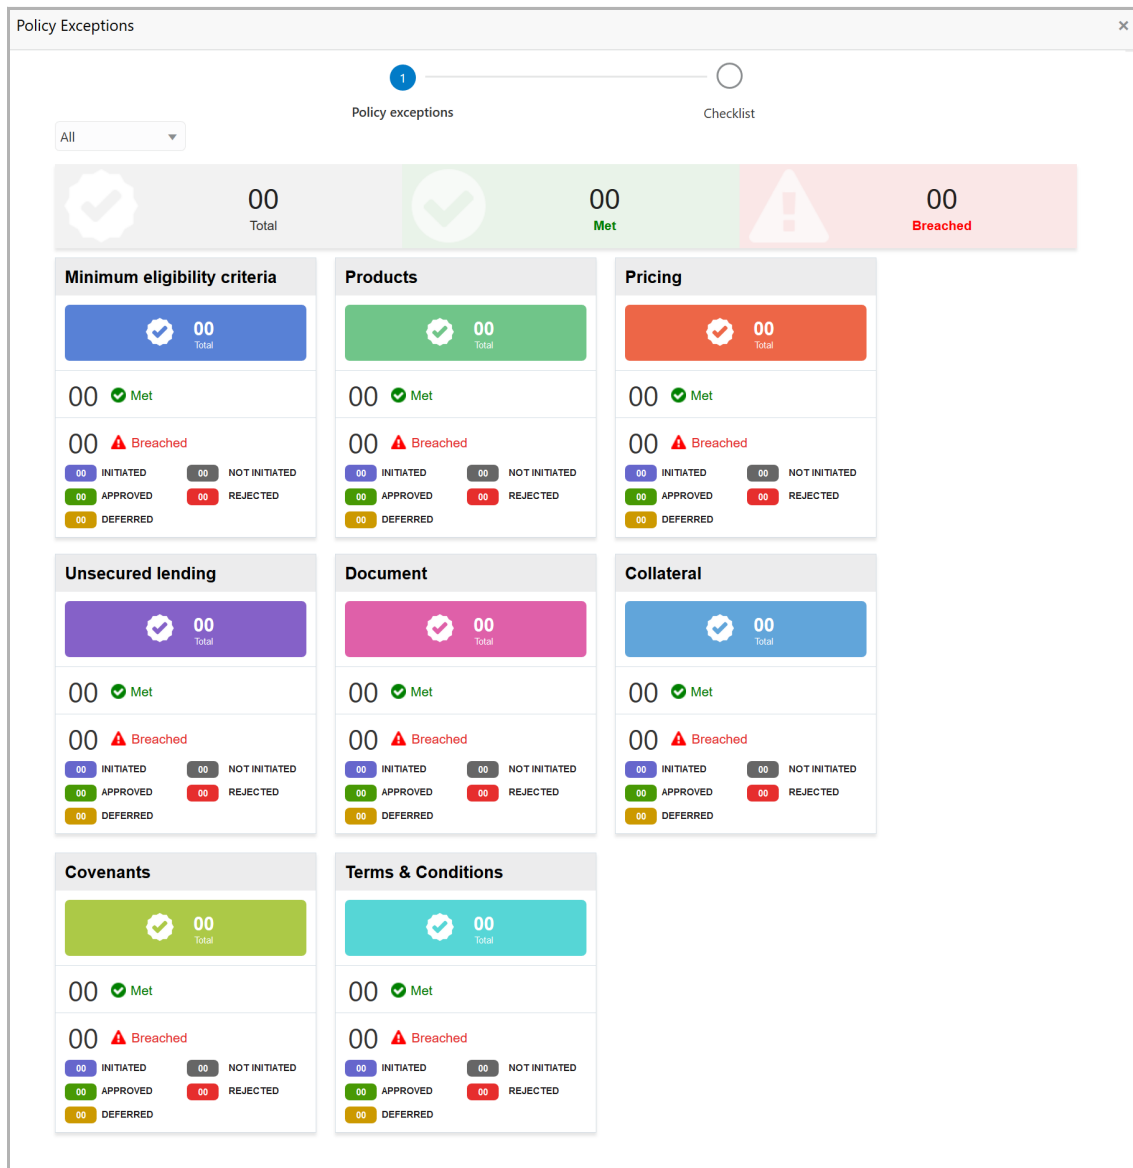 Policy Exceptions ×
1
Policy exceptions Checklist
All
00 00 00
Total Met Breached
Minimum eligibility criteria Products Pricing
00 00 00
Total Total Total
00 Met 00 Met 00 Met
00 Breached 00 Breached 00 Breached
00 INITIATED 00 NOT INITIATED 00 INITIATED 00 NOT INITIATED 00 INITIATED 00 NOT INITIATED
00 APPROVED 00 REJECTED 00 APPROVED 00 REJECTED 00 APPROVED 00 REJECTED
00 DEFERRED 00 DEFERRED 00 DEFERRED
Unsecured lending Document Collateral
00 00 00
Total Total Total
00 Met 00 Met 00 Met
00 Breached 00 Breached 00 Breached
00 INITIATED 00 NOT INITIATED 00 INITIATED 00 NOT INITIATED 00 INITIATED 00 NOT INITIATED
00 APPROVED 00 REJECTED 00 APPROVED 00 REJECTED 00 APPROVED 00 REJECTED
00 DEFERRED 00 DEFERRED 00 DEFERRED
Covenants Terms & Conditions
00 00
Total Total
00 Met 00 Met
00 Breached 00 Breached
00 INITIATED 00 NOT INITIATED 00 INITIATED 00 NOT INITIATED
00 APPROVED 00 REJECTED 00 APPROVED 00 REJECTED
00 DEFERRED 00 DEFERRED